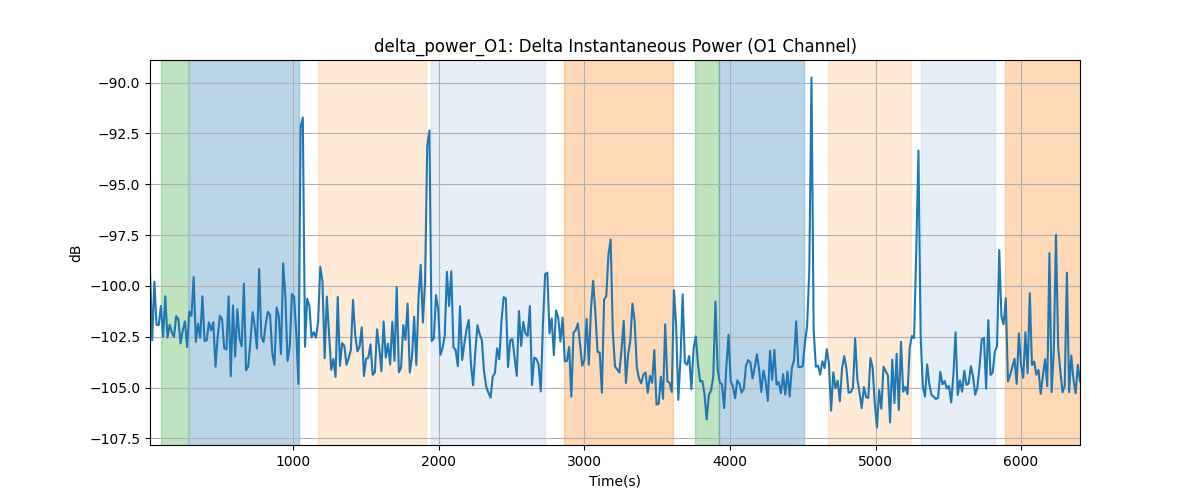 delta_power_O1: Delta Instantaneous Power (O1 Channel)
−90.0
−92.5
−95.0
−97.5
−100.0
−102.5
−105.0
−107.5
dB
1000 2000 3000 4000 5000 6000
Time(s)